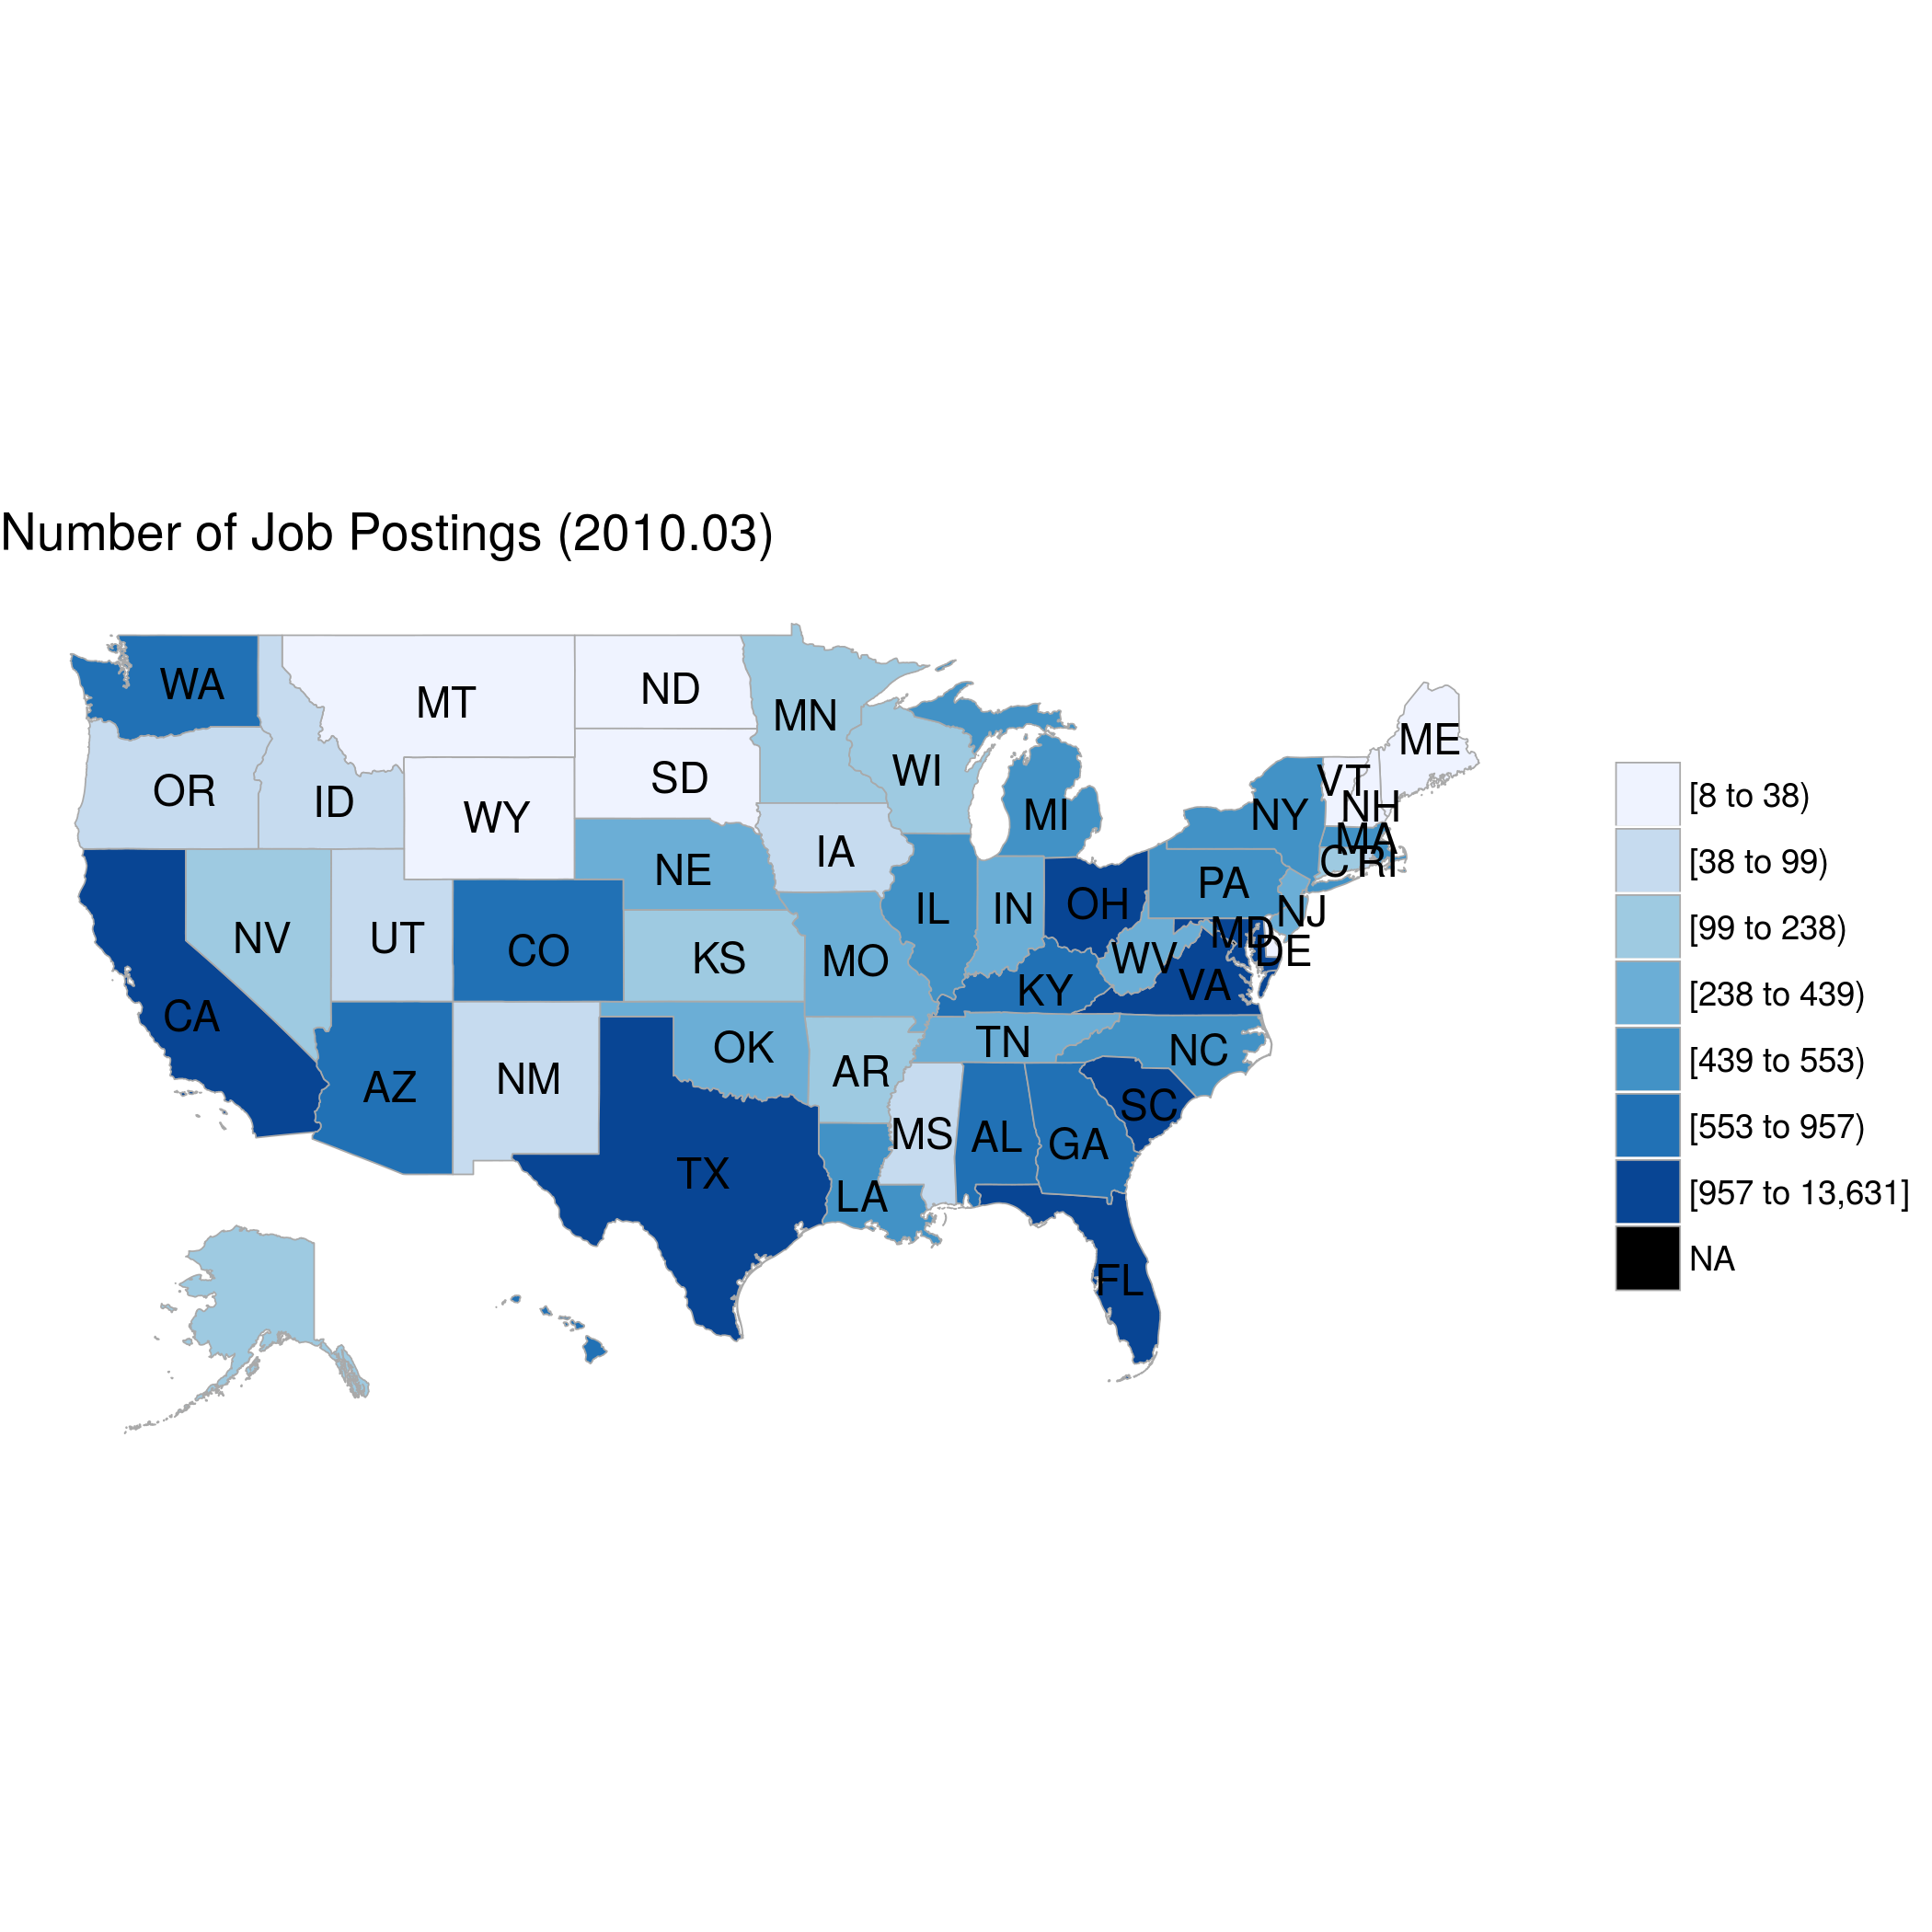 Number of Job Postings (2010.03)
WA
MT
ND
MN
ME
OR
ID
WY
SD
WI
MI
NY
VT
NH
MA
CT
RI
NE
IA
PA
NV
UT
CO
KS
MO
IL
IN
OH
NJ
MD
DE
WV
VA
KY
CA
AZ
NM
OK
AR
TN
NC
SC
MS
AL
GA
TX
LA
FL
[8 to 38)
[38 to 99)
[99 to 238)
[238 to 439)
[439 to 553)
[553 to 957)
[957 to 13,631]
NA